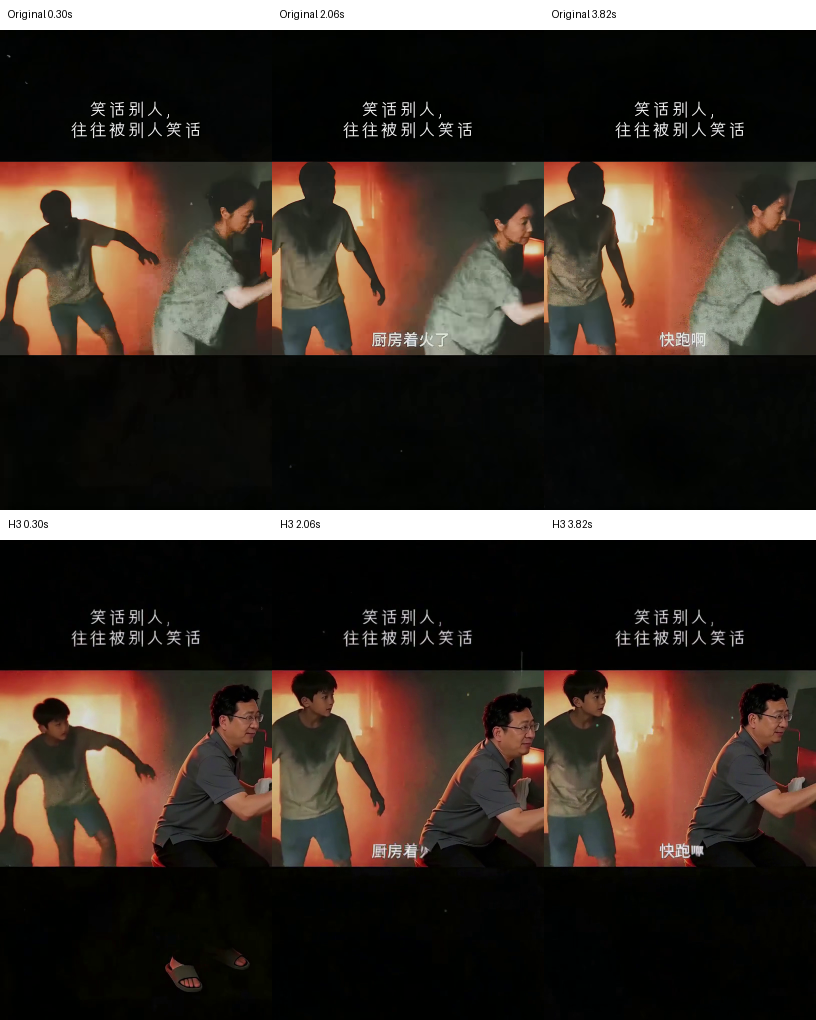 Original 0.30s
Original 2.06s
Original 3.82s
笑话别人,
往往被别人笑话
笑话别人,
往往被别人笑话
笑话别人,
往往被别人笑话
厨房着火了
快跑啊
H3 0.30s
H3 2.06s
H3 3.82s
笑话别人,
往往被别人笑话
笑话别人,
往往被别人笑话
笑话别人,
往往被别人笑话
厨房着
快跑